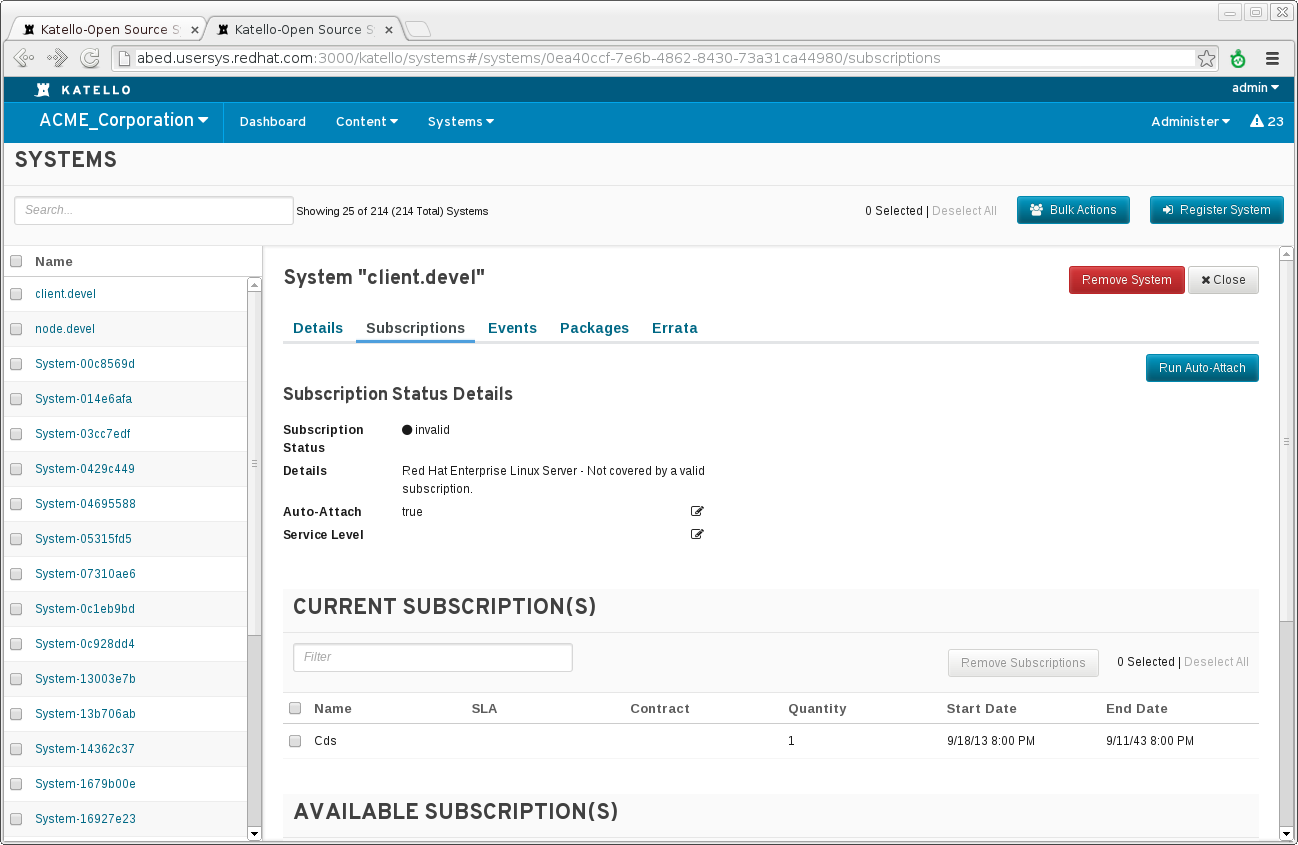 Katello-Open Source S
Katello-Open Source S
abed.usersys.redhat.com:3000/katello/systems#/systems/0ea40ccf-7e6b-4862-8430-73a31ca44980/subscriptions
KATELLO
admin
ACME_Corporation Dashboard Content Systems Administer 23
SYSTEMS
Search... Showing 25 of 214 (214 Total) Systems 0 Selected | Deselect All Bulk Actions Register System
Name
client.devel
node.devel
System-00c8569d
System-014e6afa
System-03cc7edf
System-0429c449
System-04695588
System-05315fd5
System-07310ae6
System-0c1eb9bd
System-0c928dd4
System-13003e7b
System-13b706ab
System-14362c37
System-1679b00e
System-16927e23
System "client.devel" Remove System Close
Details Subscriptions Events Packages Errata
Run Auto-Attach
Subscription Status Details
Subscription Status invalid
Details Red Hat Enterprise Linux Server - Not covered by a valid
subscription.
Auto-Attach true
Service Level
CURRENT SUBSCRIPTION(S)
Filter Remove Subscriptions 0 Selected | Deselect All
Name SLA Contract Quantity Start Date End Date
Cds 1 9/18/13 8:00 PM 9/11/43 8:00 PM
AVAILABLE SUBSCRIPTION(S)